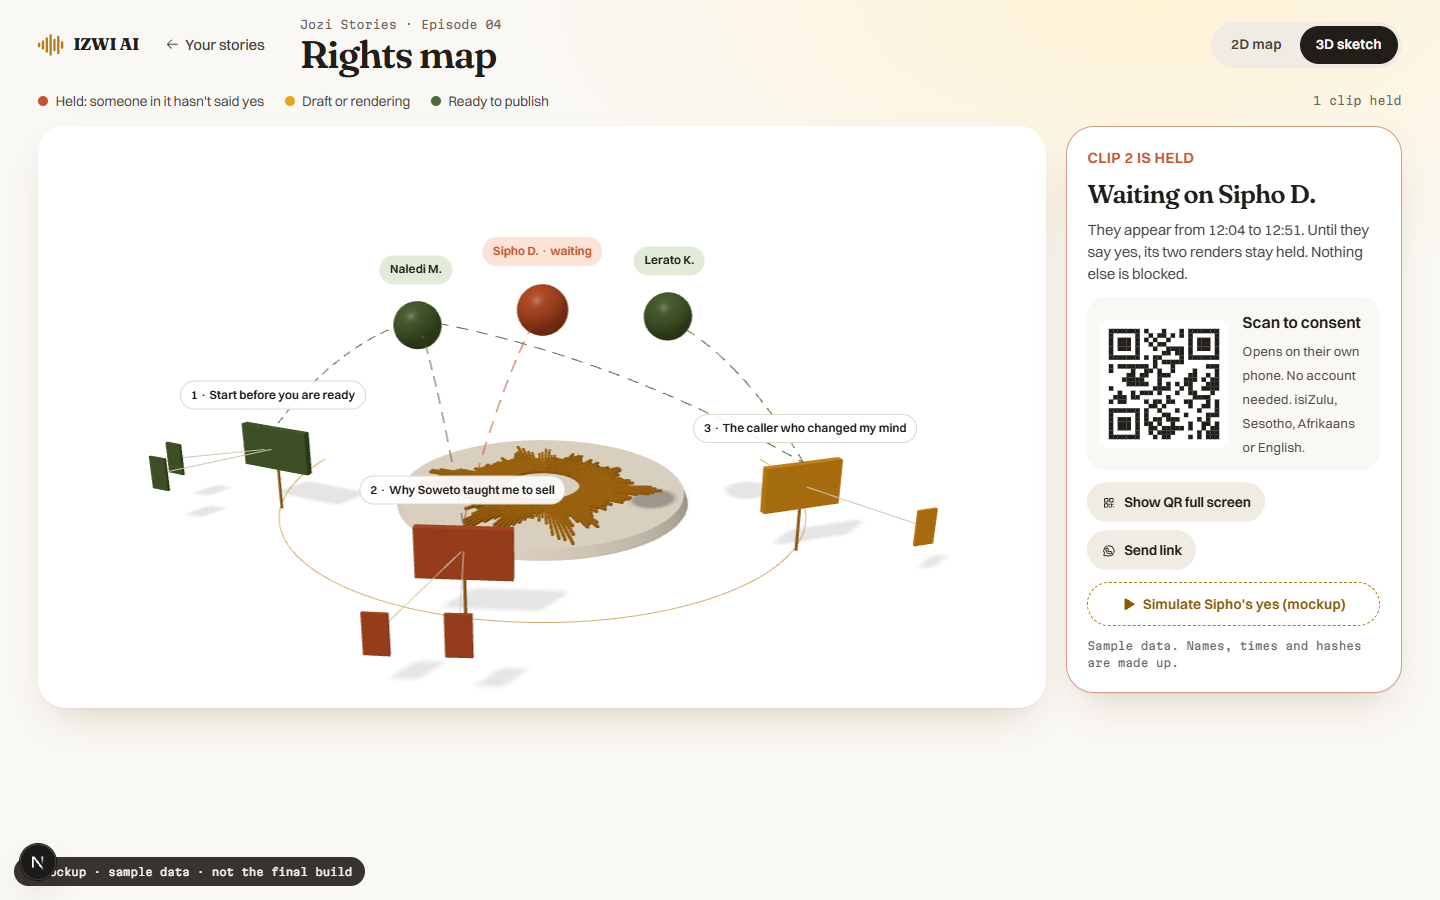 IZWI AI
← Your stories
Jozi Stories · Episode 04
Rights map
2D map
3D sketch
Held: someone in it hasn't said yes
Draft or rendering
Ready to publish
1 clip held
Naledi M.
Sipho D. · waiting
Lerato K.
1 · Start before you are ready
3 · The caller who changed my mind
2 · Why Soweto taught me to sell
CLIP 2 IS HELD
Waiting on Sipho D.
They appear from 12:04 to 12:51. Until they
say yes, its two renders stay held. Nothing
else is blocked.
Scan to consent
Opens on their own
phone. No account
needed. isiZulu,
Sesotho, Afrikaans
or English.
Show QR full screen
Send link
Simulate Sipho's yes (mockup)
Sample data. Names, times and hashes
are made up.
N
ockup · sample data · not the final build